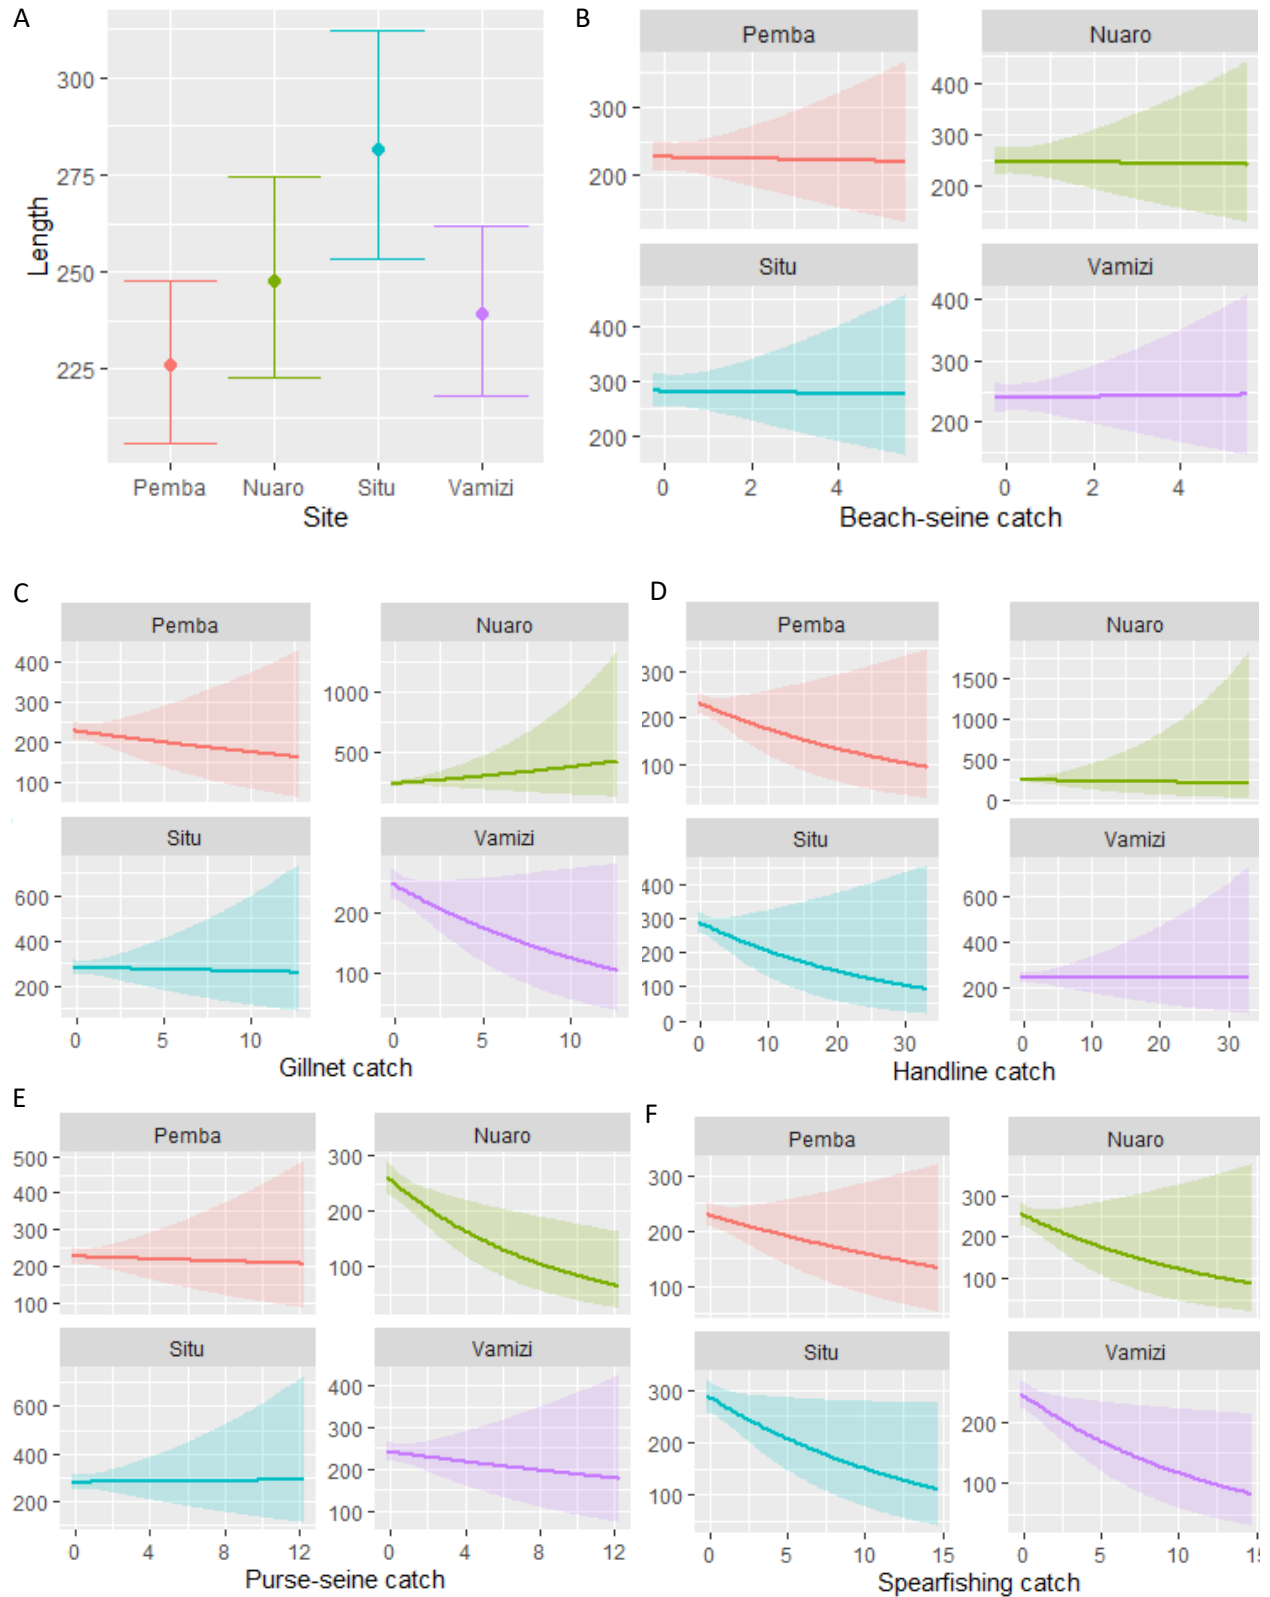 A
Length
300
275
250
225
Pemba Nuaro Situ Vamizi
Site
B
Pemba Nuaro
300
200
400
300
200
Situ Vamizi
400
300
200
400
300
200
0 2 4 0 2 4
Beach-seine catch
C
Pemba Nuaro
400
300
200
100
1000
500
Situ Vamizi
600
400
200
200
100
0 5 10 0 5 10
Gillnet catch
D
Pemba Nuaro
300
200
100
1500
1000
500
0
Situ Vamizi
400
300
200
100
0
600
400
200
0 10 20 30 0 10 20 30
Handline catch
E
Pemba Nuaro
500
400
300
200
100
300
200
100
Situ Vamizi
600
400
200
400
300
200
100
0 4 8 12 0 4 8 12
Purse-seine catch
F
Pemba Nuaro
300
200
100
300
200
100
Situ Vamizi
300
200
100
200
100
0 5 10 15 0 5 10
Spearfishing catch